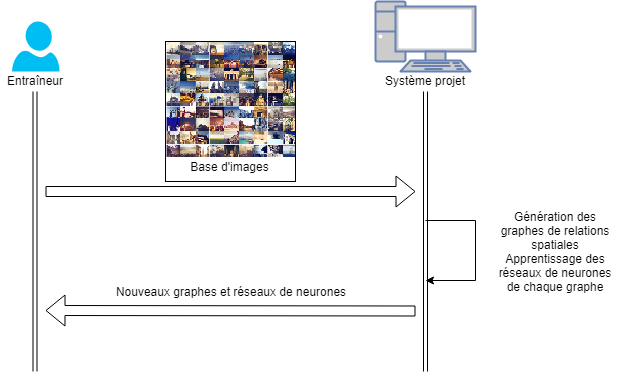 Entraîneur
Système projet
Base d'images
Génération des
graphes de relations
spatiales
Apprentissage des
réseaux de neurones
de chaque graphe
Nouveaux graphes et réseaux de neurones